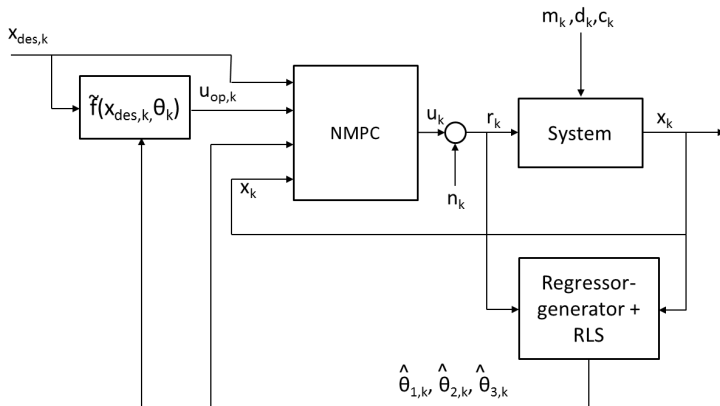 x_des,k
m_k,d_k,c_k
f̃(x_des,k,θ_k)
u_op,k
NMPC
u_k
r_k
System
x_k
x_k
n_k
Regressor-
generator +
RLS
θ̂_1,k, θ̂_2,k, θ̂_3,k